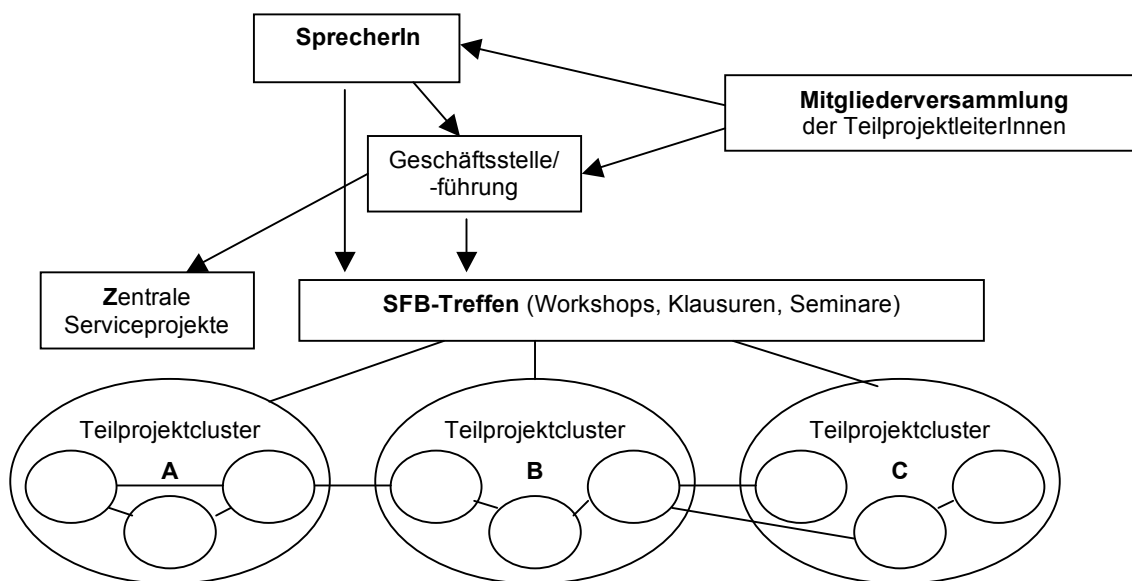 SprecherIn
Mitgliederversammlung
der TeilprojektleiterInnen
Geschäftsstelle/
-führung
Zentrale
Serviceprojekte
SFB-Treffen (Workshops, Klausuren, Seminare)
Teilprojektcluster
A
Teilprojektcluster
B
Teilprojektcluster
C